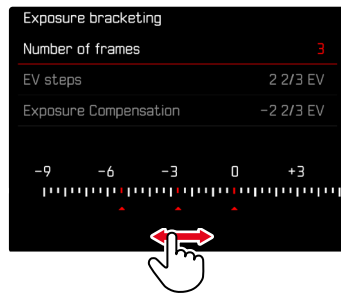 Exposure bracketing
Number of frames 3
EV steps 2 2/3 EV
Exposure Compensation -2 2/3 EV
-9 -6 -3 0 +3